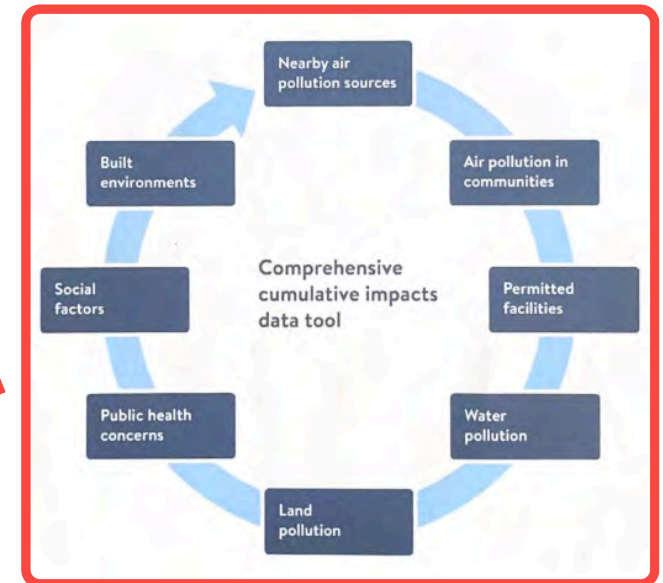 Nearby air
pollution sources
Air pollution in
communities
Permitted
facilities
Water
pollution
Land
pollution
Public health
concerns
Social
factors
Built
environments
Comprehensive
cumulative impacts
data tool